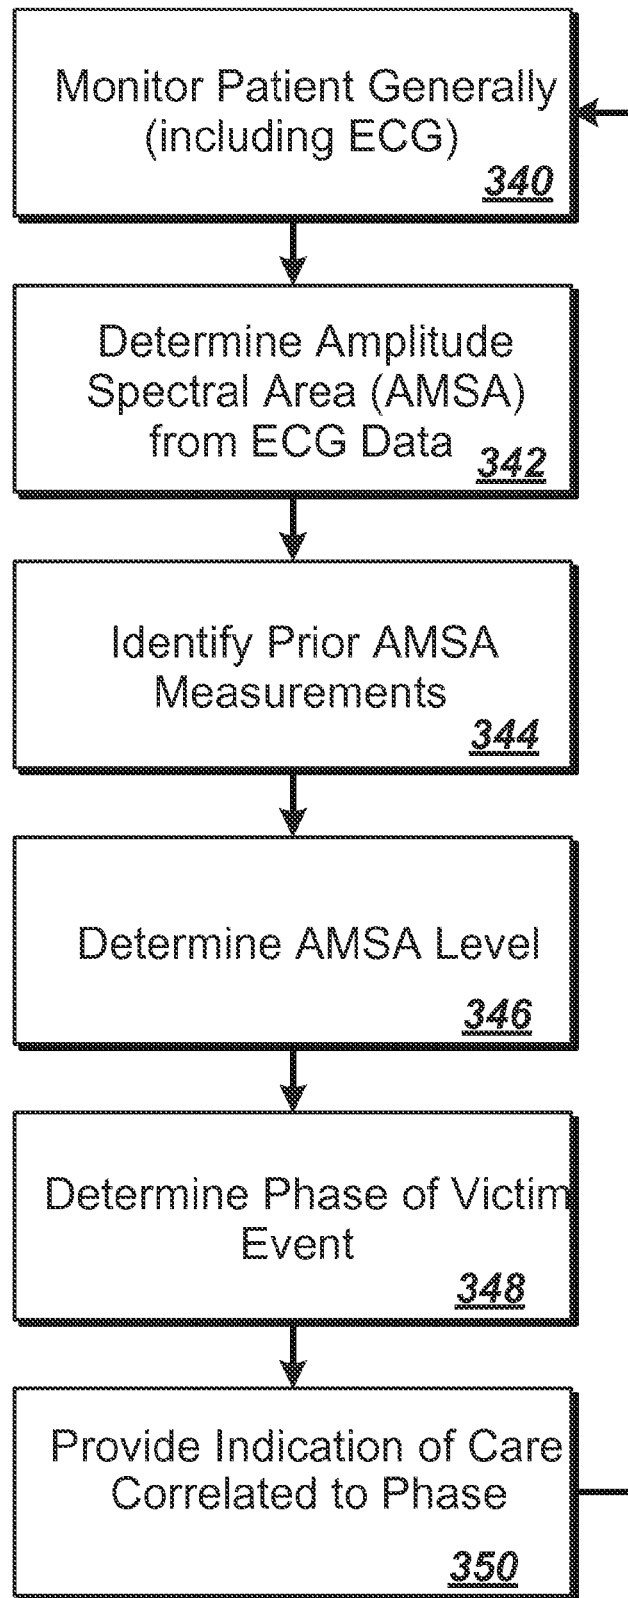 Monitor Patient Generally
(including ECG)
340
Determine Amplitude
Spectral Area (AMSA)
from ECG Data
342
Identify Prior AMSA
Measurements
344
Determine AMSA Level
346
Determine Phase of Victim
Event
348
Provide Indication of Care
Correlated to Phase
350